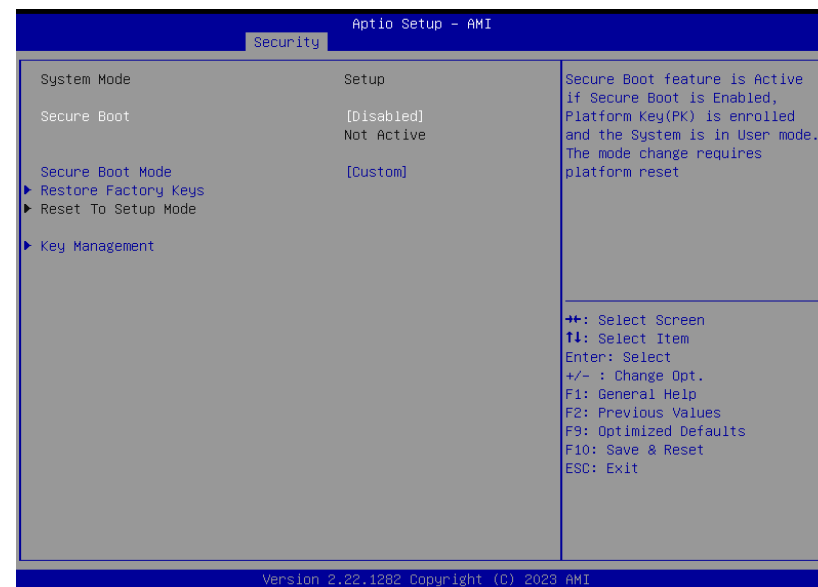 Aptio Setup – AMI
Security
System Mode Setup
Secure Boot [Disabled]
Not Active
Secure Boot Mode [Custom]
▶ Restore Factory Keys
▶ Reset To Setup Mode
▶ Key Management
Secure Boot feature is Active
if Secure Boot is Enabled,
Platform Key(PK) is enrolled
and the System is in User mode.
The mode change requires
platform reset
→←: Select Screen
↑↓: Select Item
Enter: Select
+/- : Change Opt.
F1: General Help
F2: Previous Values
F9: Optimized Defaults
F10: Save & Reset
ESC: Exit
Version 2.22.1282 Copyright (C) 2023 AMI